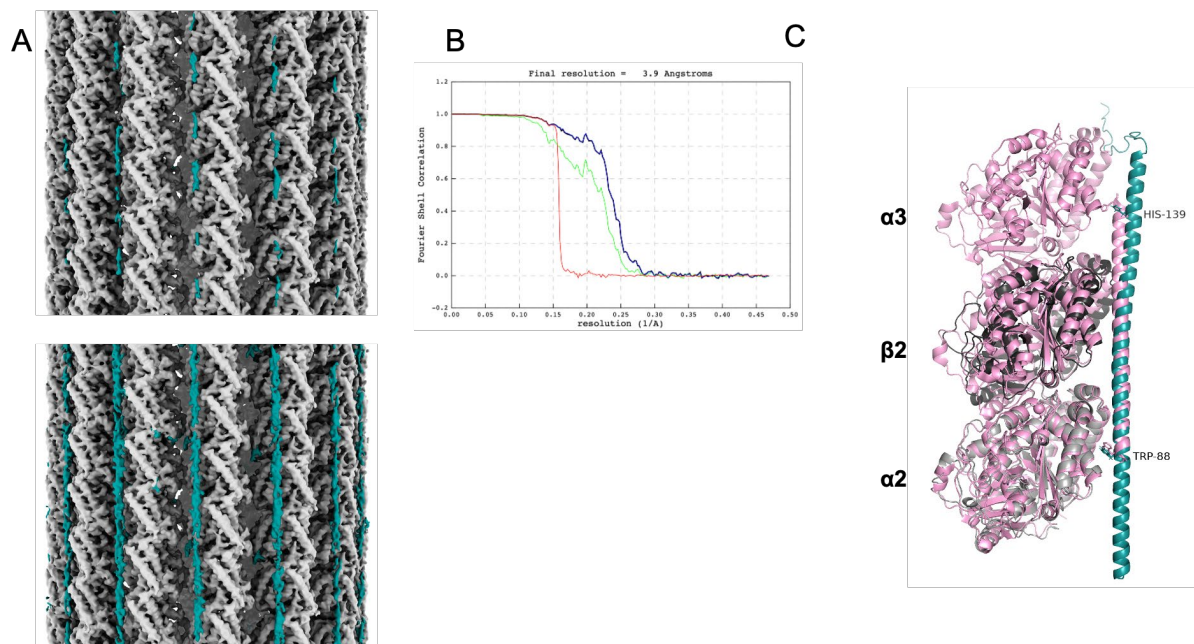 A
B
C
Final resolution = 3.9 Angstroms
1.2
1.0
0.8
0.6
0.4
0.2
0.0
-0.2
Fourier Shell Correlation
0.00 0.05 0.10 0.15 0.20 0.25 0.30 0.35 0.40 0.45 0.50
resolution (1/A)
α3
HIS-139
β2
TRP-88
α2